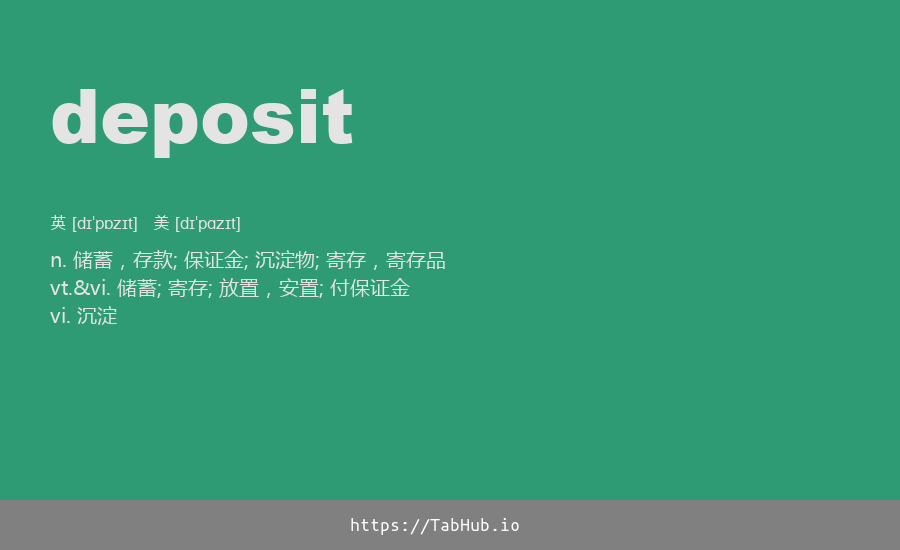 deposit
英 [dɪˈpɒzɪt] 美 [dɪˈpɑzɪt]
n. 储蓄，存款; 保证金; 沉淀物; 寄存，寄存品
vt.&vi. 储蓄; 寄存; 放置，安置; 付保证金
vi. 沉淀
https://TabHub.io